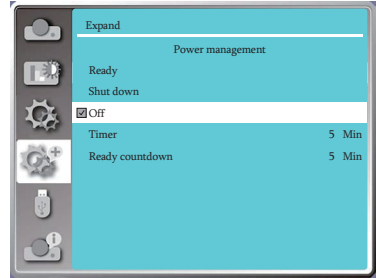 Expand
Power management
Ready
Shut down
Off
Timer 5 Min
Ready countdown 5 Min